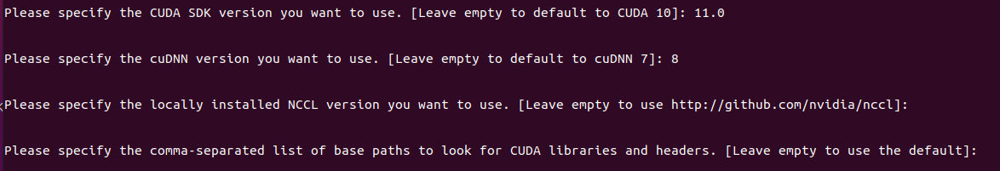 Please specify the CUDA SDK version you want to use. [Leave empty to default to CUDA 10]: 11.0
Please specify the cuDNN version you want to use. [Leave empty to default to cuDNN 7]: 8
Please specify the locally installed NCCL version you want to use. [Leave empty to use http://github.com/nvidia/nccl]:
Please specify the comma-separated list of base paths to look for CUDA libraries and headers. [Leave empty to use the default]: